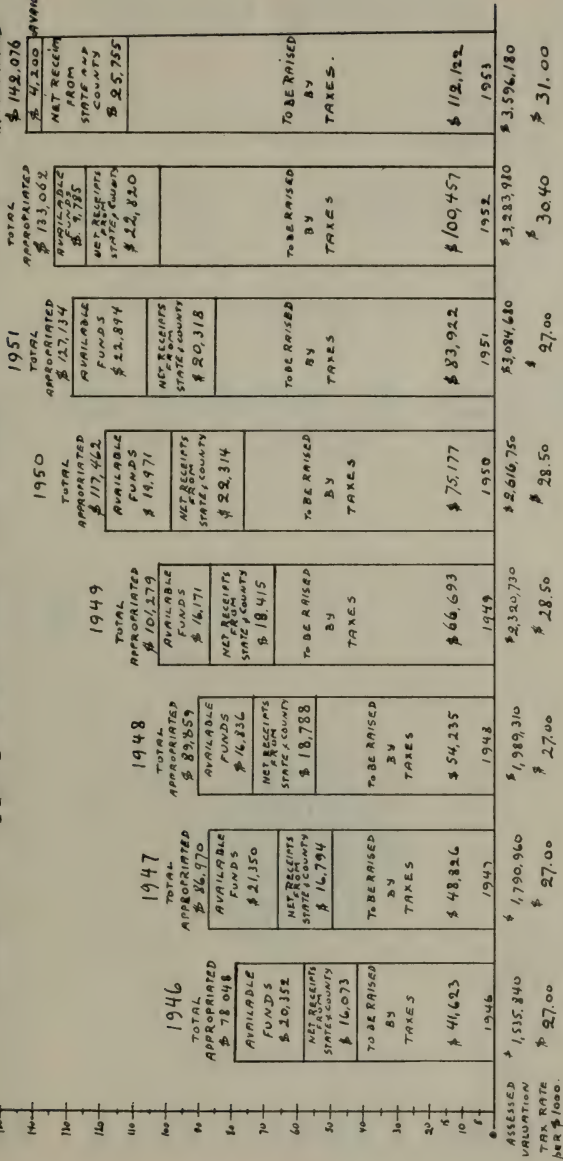 1946
TOTAL
APPROPRIATED
$ 78 048
AVAILABLE
FUNDS
$ 20,352
NET RECEIPTS
FROM
STATE & COUNTY
$ 16,073
TO BE RAISED
BY
TAXES
$ 41,623
1946
1947
TOTAL
APPROPRIATED
$ 86,970
AVAILABLE
FUNDS
$ 21,350
NET RECEIPTS
FROM
STATE & COUNTY
$ 16,794
TO BE RAISED
BY
TAXES
$ 48,826
1947
1948
TOTAL
APPROPRIATED
$ 89,859
AVAILABLE
FUNDS
$ 16,836
NET RECEIPTS
FROM
STATE & COUNTY
$ 18,788
TO BE RAISED
BY
TAXES
$ 54,235
1948
1949
TOTAL
APPROPRIATED
$ 101,279
AVAILABLE
FUNDS
$ 16,171
NET RECEIPTS
FROM
STATE & COUNTY
$ 18.415
TO BE RAISED
BY
TAXES
$ 66,693
1949
1950
TOTAL
APPROPRIATED
$ 117,462
AVAILABLE
FUNDS
$ 19,971
NET RECEIPTS
FROM
STATE & COUNTY
$ 22,314
TO BE RAISED
BY
TAXES
$ 75,177
1950
1951
TOTAL
APPROPRIATED
$ 127,134
AVAILABLE
FUNDS
$ 22,894
NET RECEIPTS
FROM
STATE & COUNTY
$ 20,318
TO BE RAISED
BY
TAXES
$ 83,922
1951
TOTAL
APPROPRIATED
$ 133,062
AVAILABLE
FUNDS
$ 9,785
NET RECEIPTS
FROM
STATE & COUNTY
$ 22,820
TO BE RAISED
BY
TAXES
$ 100,457
1952
$ 142,076
$ 4,200
NET RECEI
FROM
STATE AND
COUNTY
$ 25,755
TO BE RAISED
BY
TAXES.
$ 112,122
1953
140
130
120
110
100
90
80
70
60
50
40
30
20
10
0
ASSESSED
VALUATION
$ 1,535,840 $ 1,790,960 $ 1,989,310 $ 2,320,730 $ 2,616,750 $ 3,084,680 $ 3,283,980 $ 3,596,180
TAX RATE
PER $ 1000.
$ 27.00 $ 27.00 $ 27.00 $ 28.50 $ 28.50 $ 27.00 $ 30.40 $ 31.00